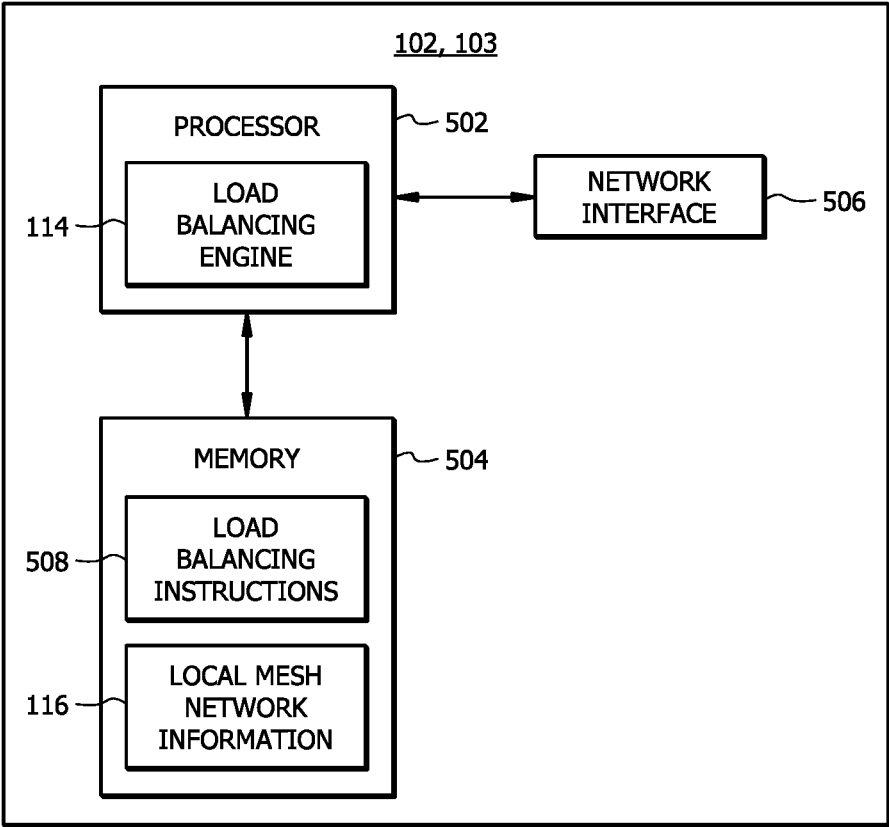 102, 103
PROCESSOR
502
LOAD
BALANCING
ENGINE
114
NETWORK
INTERFACE
506
MEMORY
504
LOAD
BALANCING
INSTRUCTIONS
508
LOCAL MESH
NETWORK
INFORMATION
116